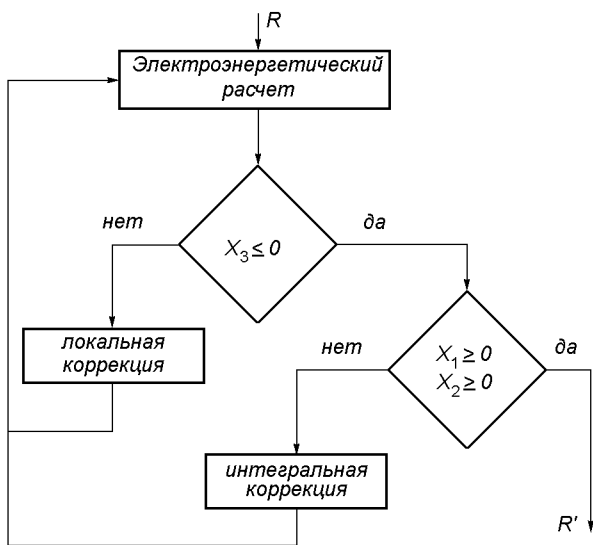 R
Электроэнергетический
расчет
нет
да
X₃ ≤ 0
локальная
коррекция
нет
X₁ ≥ 0
X₂ ≥ 0
да
интегральная
коррекция
R'